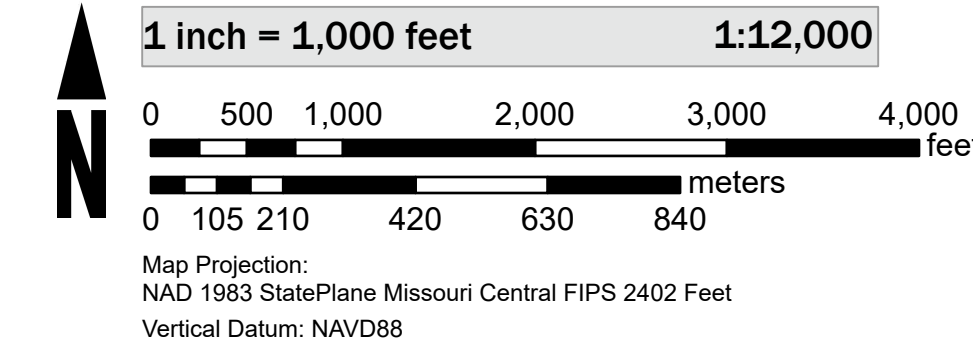 1 inch = 1,000 feet 1:12,000
0 500 1,000 2,000 3,000 4,000
feet
meters
0 105 210 420 630 840
N
Map Projection:
NAD 1983 StatePlane Missouri Central FIPS 2402 Feet
Vertical Datum: NAVD88